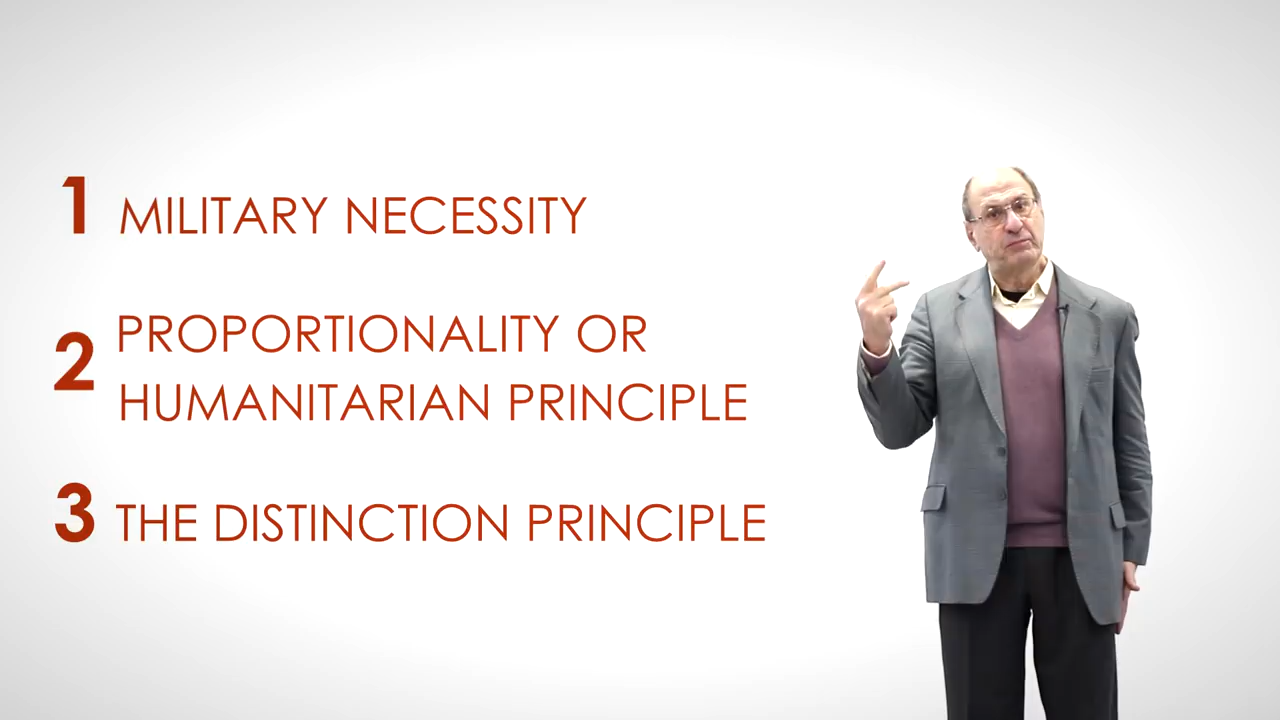 1 MILITARY NECESSITY
2 PROPORTIONALITY OR
HUMANITARIAN PRINCIPLE
3 THE DISTINCTION PRINCIPLE